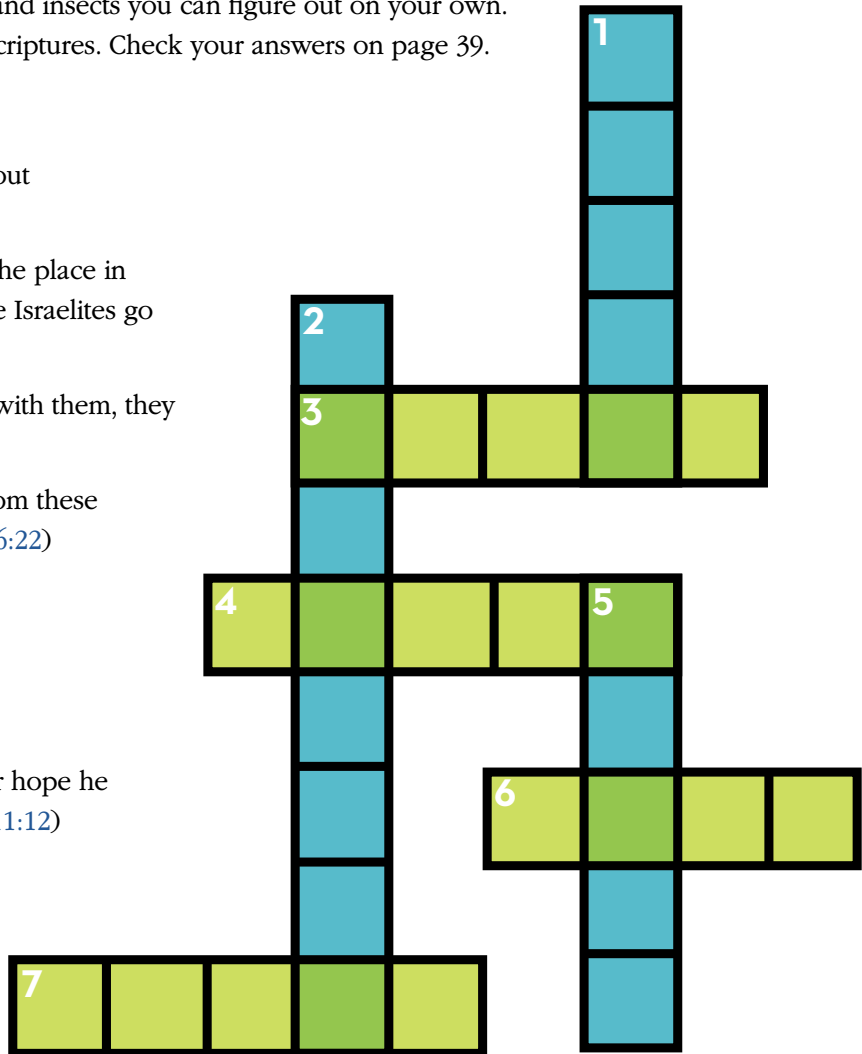 and insects you can figure out on your own.
criptures. Check your answers on page 39.
1
out
he place in
e Israelites go
2
with them, they
3
om these
6:22)
4
5
r hope he
6
1:12)
7